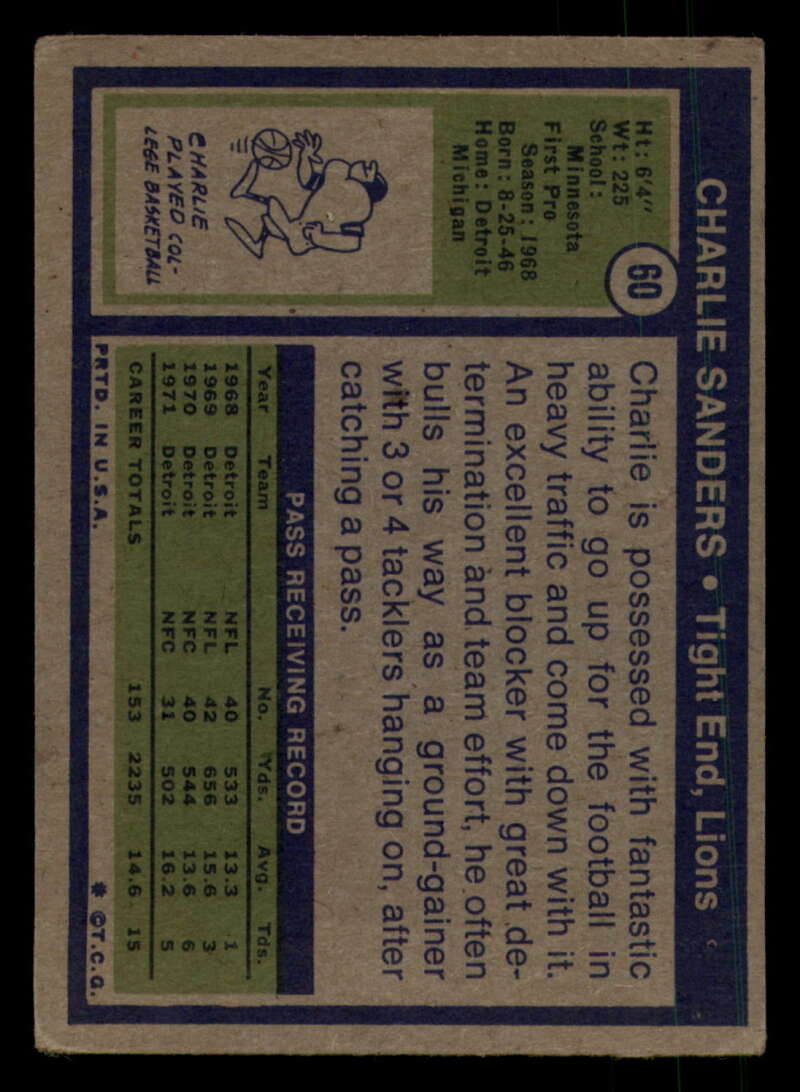 CHARLIE SANDERS • Tight End, Lions
60
Ht: 6'4"
Wt: 225
School:
Minnesota
First Pro
Season: 1968
Born: 8-25-46
Home: Detroit
Michigan
CHARLIE
PLAYED COL-
LEGE BASKETBALL
Charlie is possessed with fantastic
ability to go up for the football in
heavy traffic and come down with it.
An excellent blocker with great de-
termination and team effort, he often
bulls his way as a ground-gainer
with 3 or 4 tacklers hanging on, after
catching a pass.
PASS RECEIVING RECORD
Year Team No. Yds. Avg. Tds.
1968 Detroit NFL 40 533 13.3 1
1969 Detroit NFL 42 656 15.6 3
1970 Detroit NFC 40 544 13.6 6
1971 Detroit NFC 31 502 16.2 5
CAREER TOTALS 153 2235 14.6 15
PRTD. IN U.S.A. * ©T.C.G.